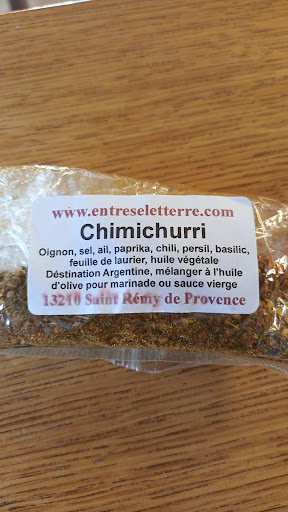 www.entreseletterre.com
Chimichurri
Oignon, sel, ail, paprika, chili, persil, basilic,
feuille de laurier, huile végétale
Déstination Argentine, mélanger à l'huile
d'olive pour marinade ou sauce vierge
13210 Saint Rémy de Provence